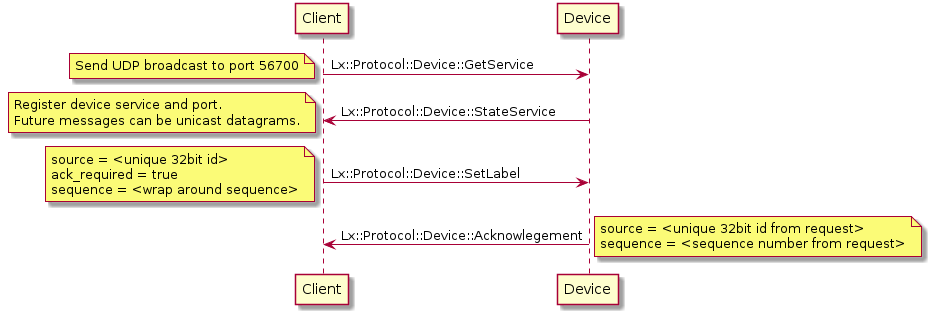 Client
Device
Send UDP broadcast to port 56700
Lx::Protocol::Device::GetService
Register device service and port.
Future messages can be unicast datagrams.
Lx::Protocol::Device::StateService
source = <unique 32bit id>
ack_required = true
sequence = <wrap around sequence>
Lx::Protocol::Device::SetLabel
Lx::Protocol::Device::Acknowlegement
source = <unique 32bit id from request>
sequence = <sequence number from request>
Client
Device